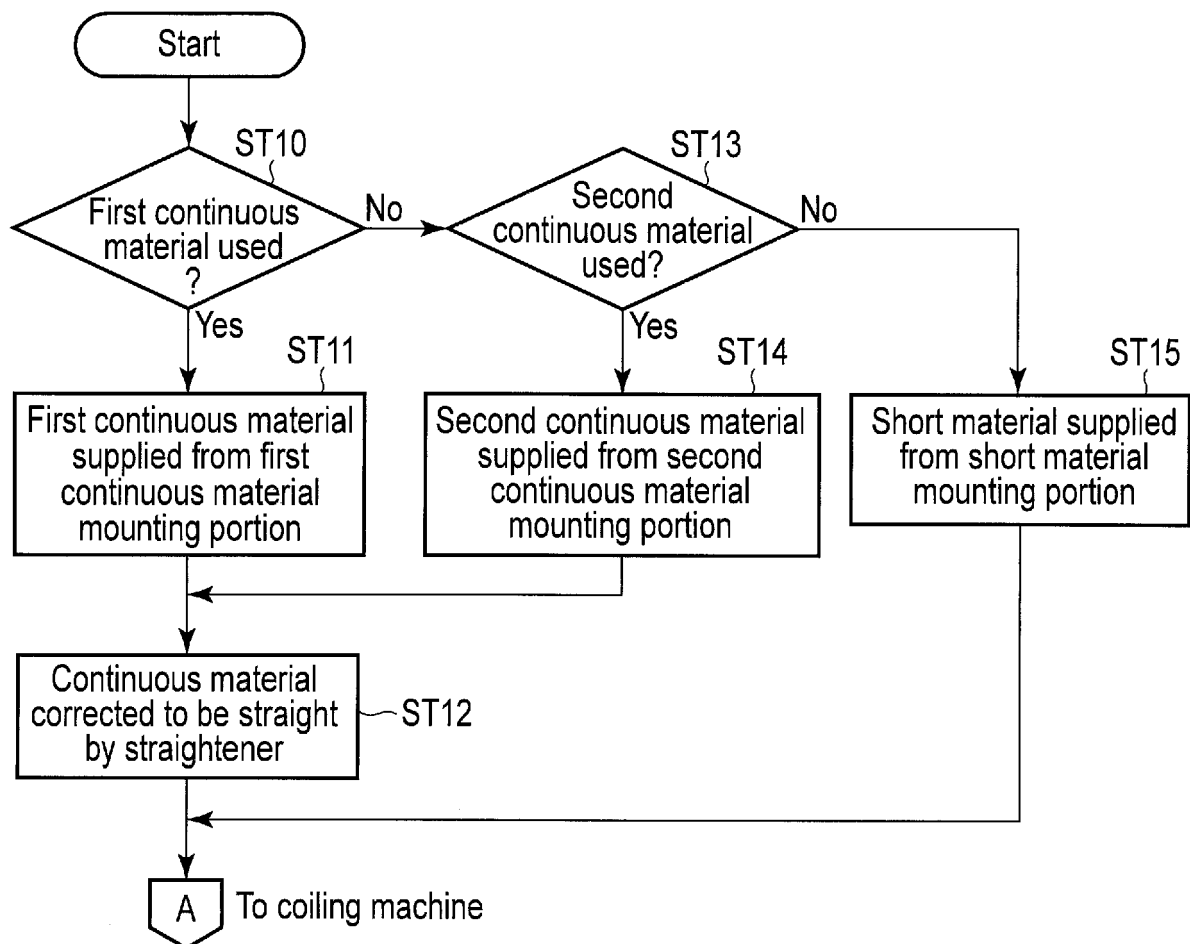 Start
ST10
First continuous
material used
?
No
Yes
ST13
Second
continuous material
used?
No
Yes
ST11
First continuous material
supplied from first
continuous material
mounting portion
ST14
Second continuous material
supplied from second
continuous material
mounting portion
ST15
Short material supplied
from short material
mounting portion
Continuous material
corrected to be straight
by straightener
ST12
A
To coiling machine